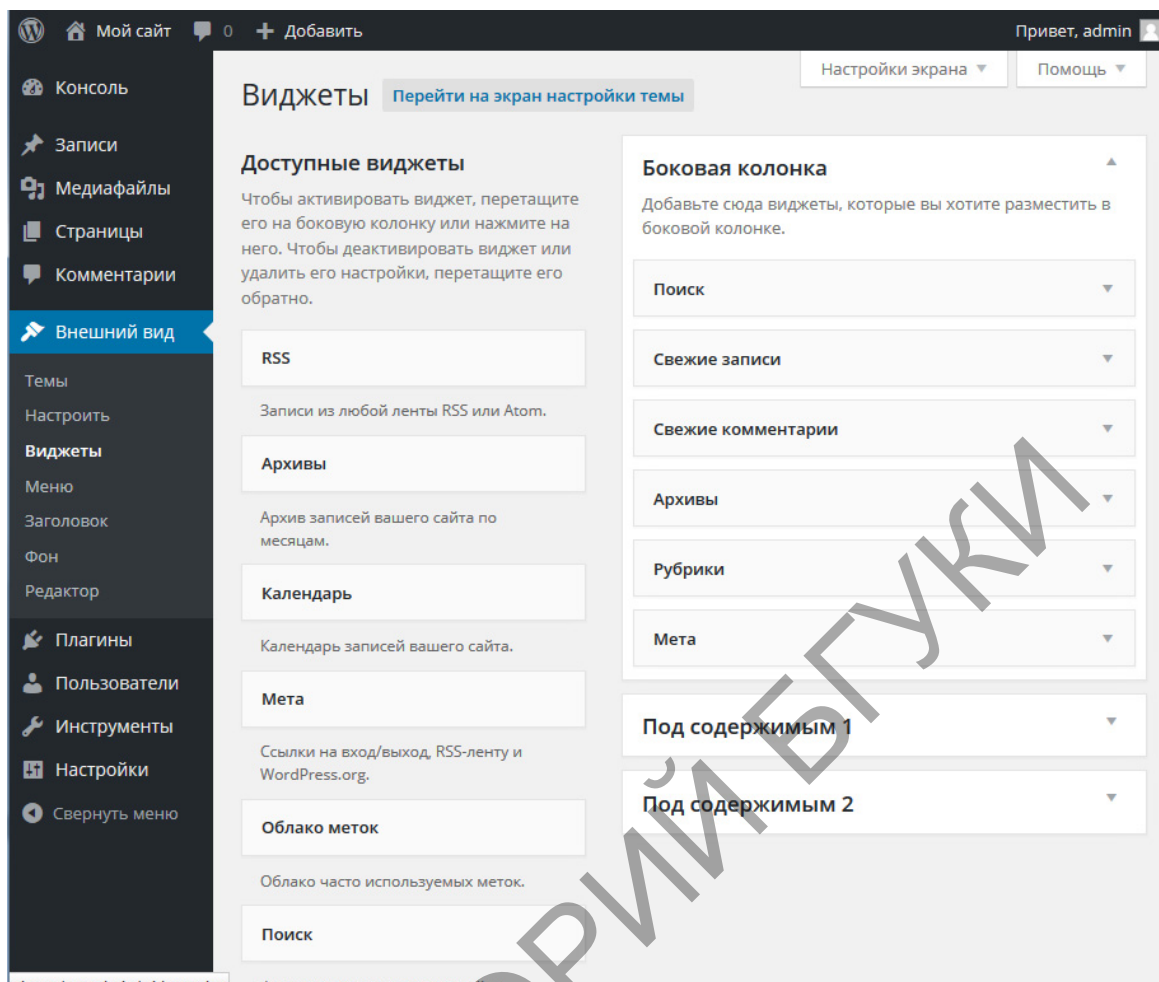 Мой сайт 0 + Добавить Привет, admin
Настройки экрана Помощь
Консоль
Записи
Медиафайлы
Страницы
Комментарии
Внешний вид
Темы
Настроить
Виджеты
Меню
Заголовок
Фон
Редактор
Плагины
Пользователи
Инструменты
Настройки
Свернуть меню
Виджеты Перейти на экран настройки темы
Доступные виджеты
Чтобы активировать виджет, перетащите
его на боковую колонку или нажмите на
него. Чтобы деактивировать виджет или
удалить его настройки, перетащите его
обратно.
RSS
Записи из любой ленты RSS или Atom.
Архивы
Архив записей вашего сайта по
месяцам.
Календарь
Календарь записей вашего сайта.
Мета
Ссылки на вход/выход, RSS-ленту и
WordPress.org.
Облако меток
Облако часто используемых меток.
Поиск
Боковая колонка
Добавьте сюда виджеты, которые вы хотите разместить в
боковой колонке.
Поиск
Свежие записи
Свежие комментарии
Архивы
Рубрики
Мета
Под содержимым 1
Под содержимым 2
БГУКИ